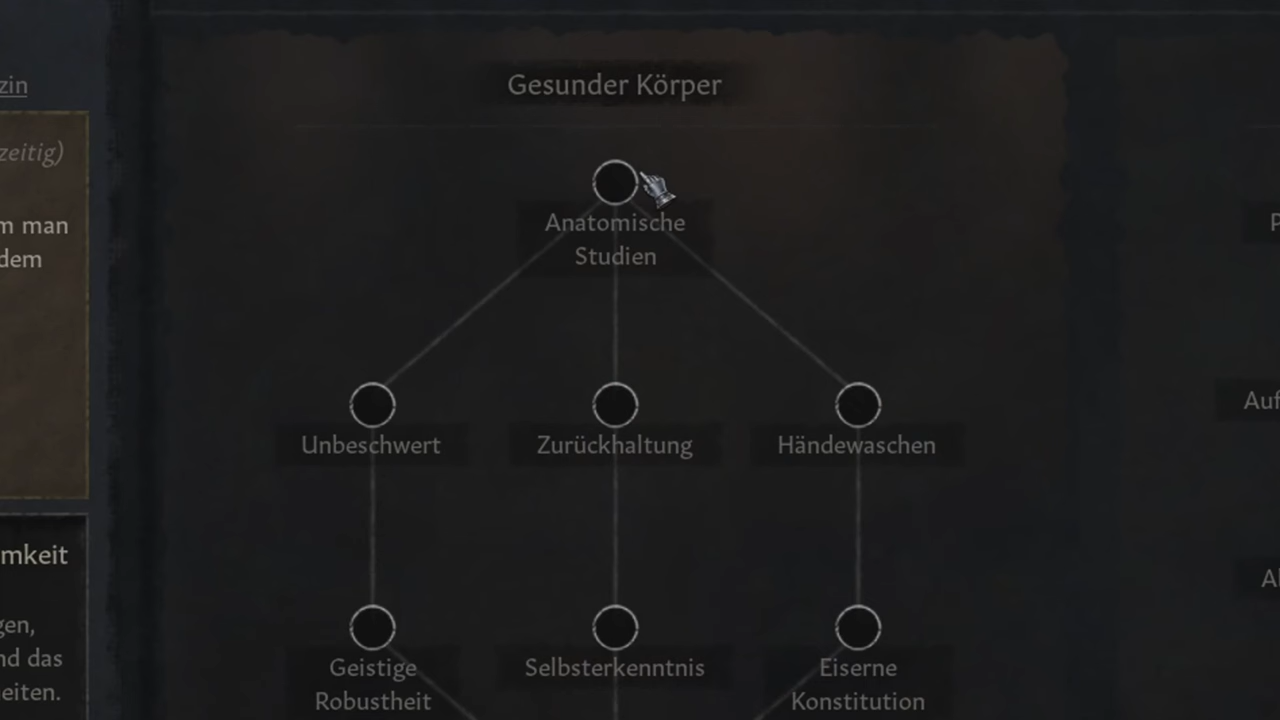 zin
zeitig)
man
dem
mkeit
gen,
nd das
eiten.
Gesunder Körper
Anatomische
Studien
Unbeschwert
Zurückhaltung
Händewaschen
Geistige
Robustheit
Selbsterkenntnis
Eiserne
Konstitution
P
Auf
Al